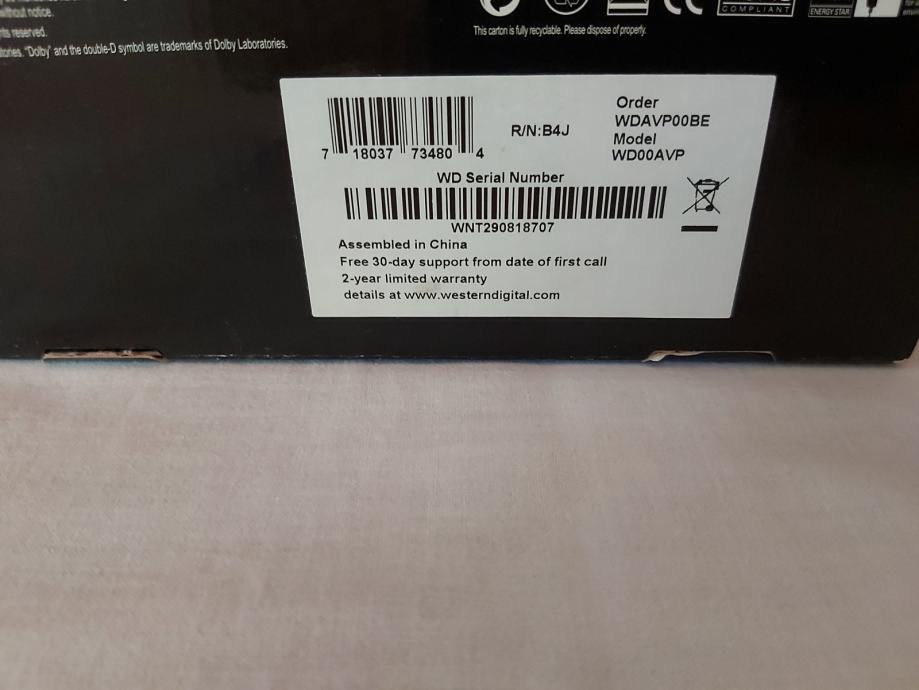 without notice.
reserved.
"Dolby" and the double-D symbol are trademarks of Dolby Laboratories.
COMPLIANT
ENERGY STAR
This carton is fully recyclable. Please dispose of properly.
7 18037 73480 4
R/N:B4J
Order
WDAVP00BE
Model
WD00AVP
WD Serial Number
WNT290818707
Assembled in China
Free 30-day support from date of first call
2-year limited warranty
details at www.westerndigital.com